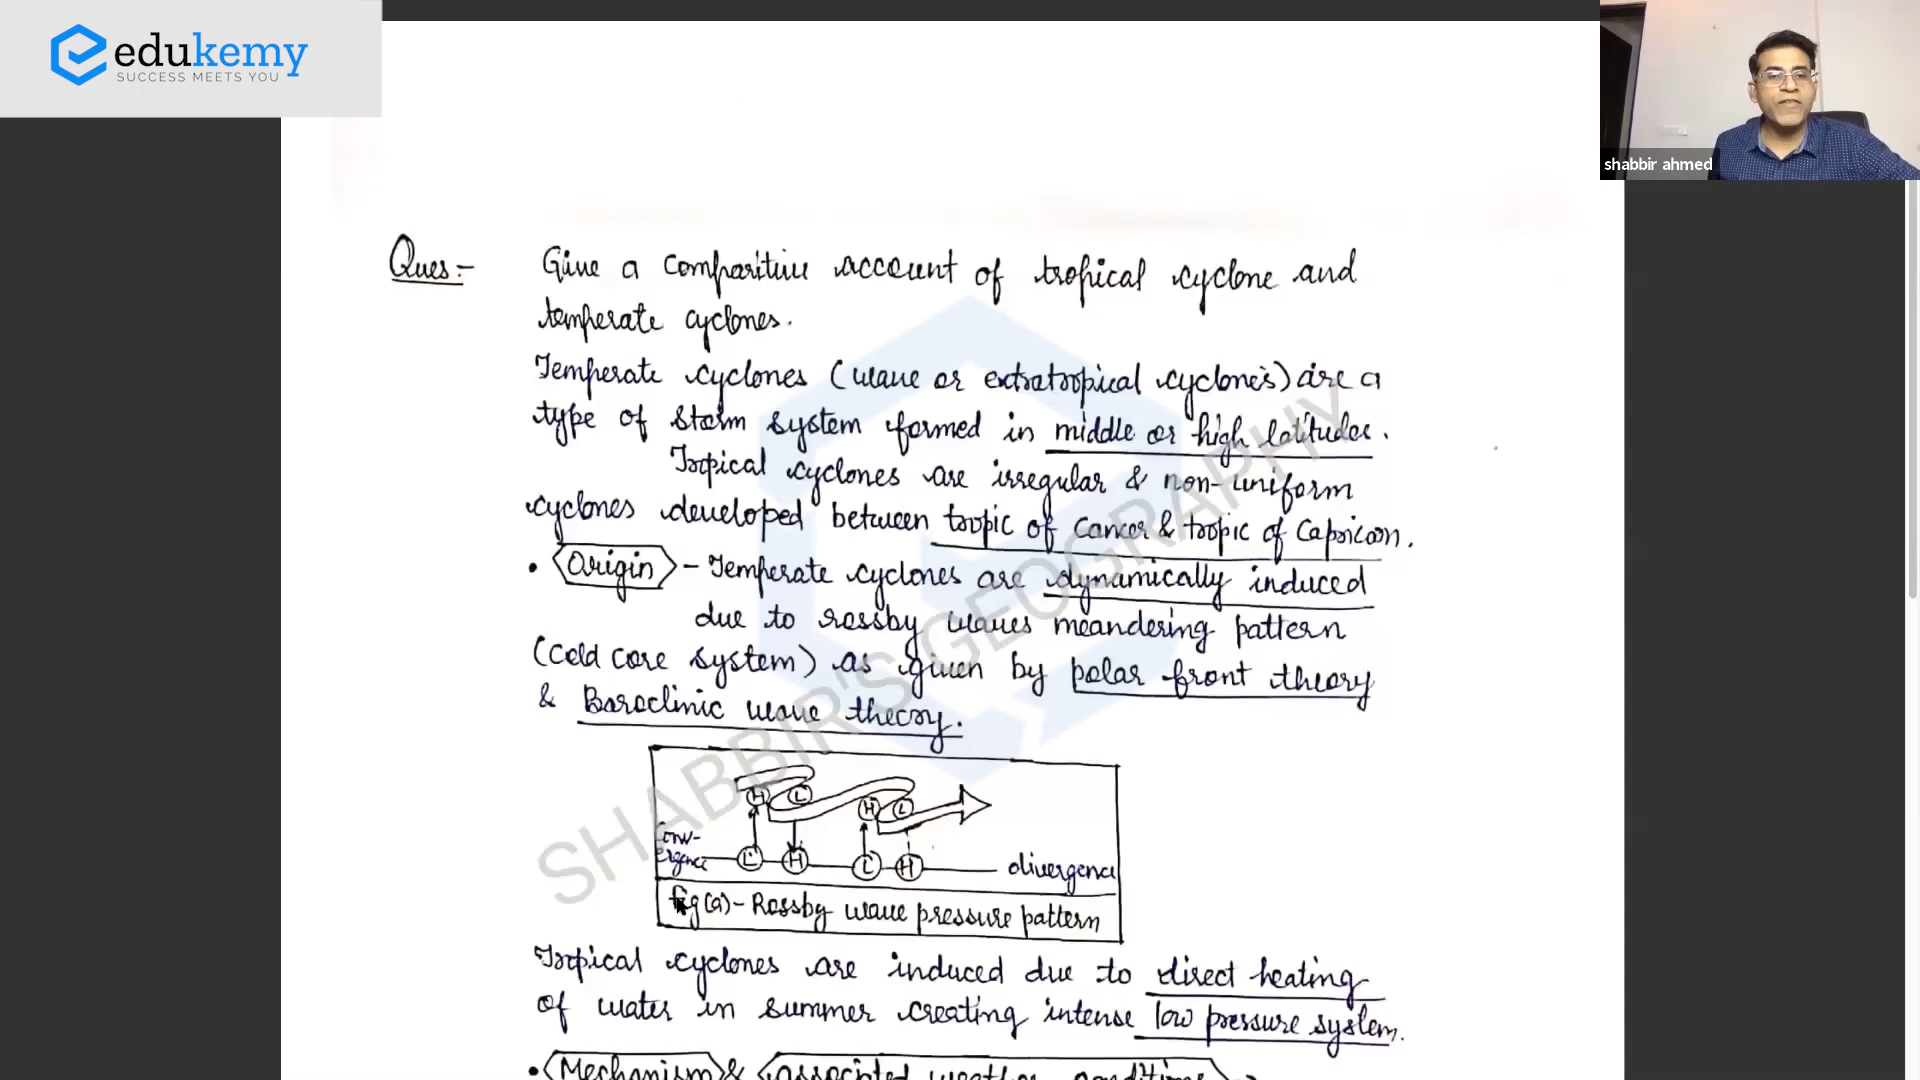 edukemy
SUCCESS MEETS YOU
shabbir ahmed
Ques:- Give a comparitive account of tropical cyclone and
temperate cyclones.
Temperate cyclones (wave or extratropical cyclones) are a
type of storm system formed in middle or high latitudes.
Tropical cyclones are irregular & non-uniform
cyclones developed between tropic of Cancer & tropic of Capricorn.
• Origin - Temperate cyclones are dynamically induced
due to rossby waves meandering pattern
(cold core system) as given by polar front theory
& Baroclinic wave theory.
H L H L
Conv-
ergence L H L H divergence
fig(a)- Rossby wave pressure pattern
Tropical cyclones are induced due to direct heating
of water in summer creating intense low pressure system.
• Mechanism & associated weather conditions
SHABBIR'S GEOGRAPHY